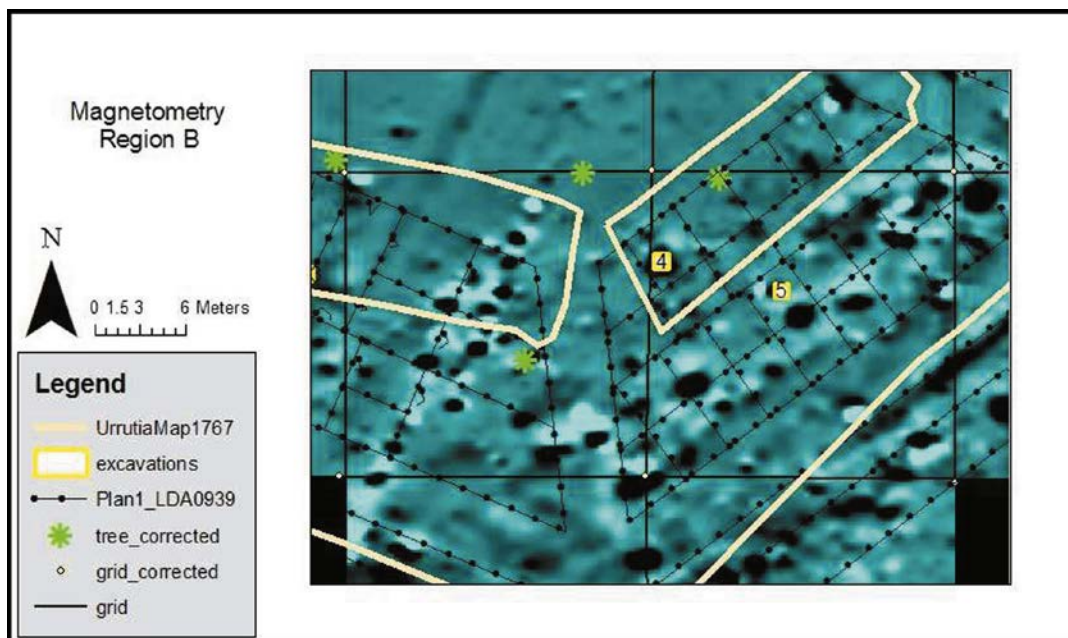 Magnetometry
Region B
N
0 1.5 3 6 Meters
Legend
UrrutiaMap1767
excavations
Plan1_LDA0939
tree_corrected
grid_corrected
grid
4
5